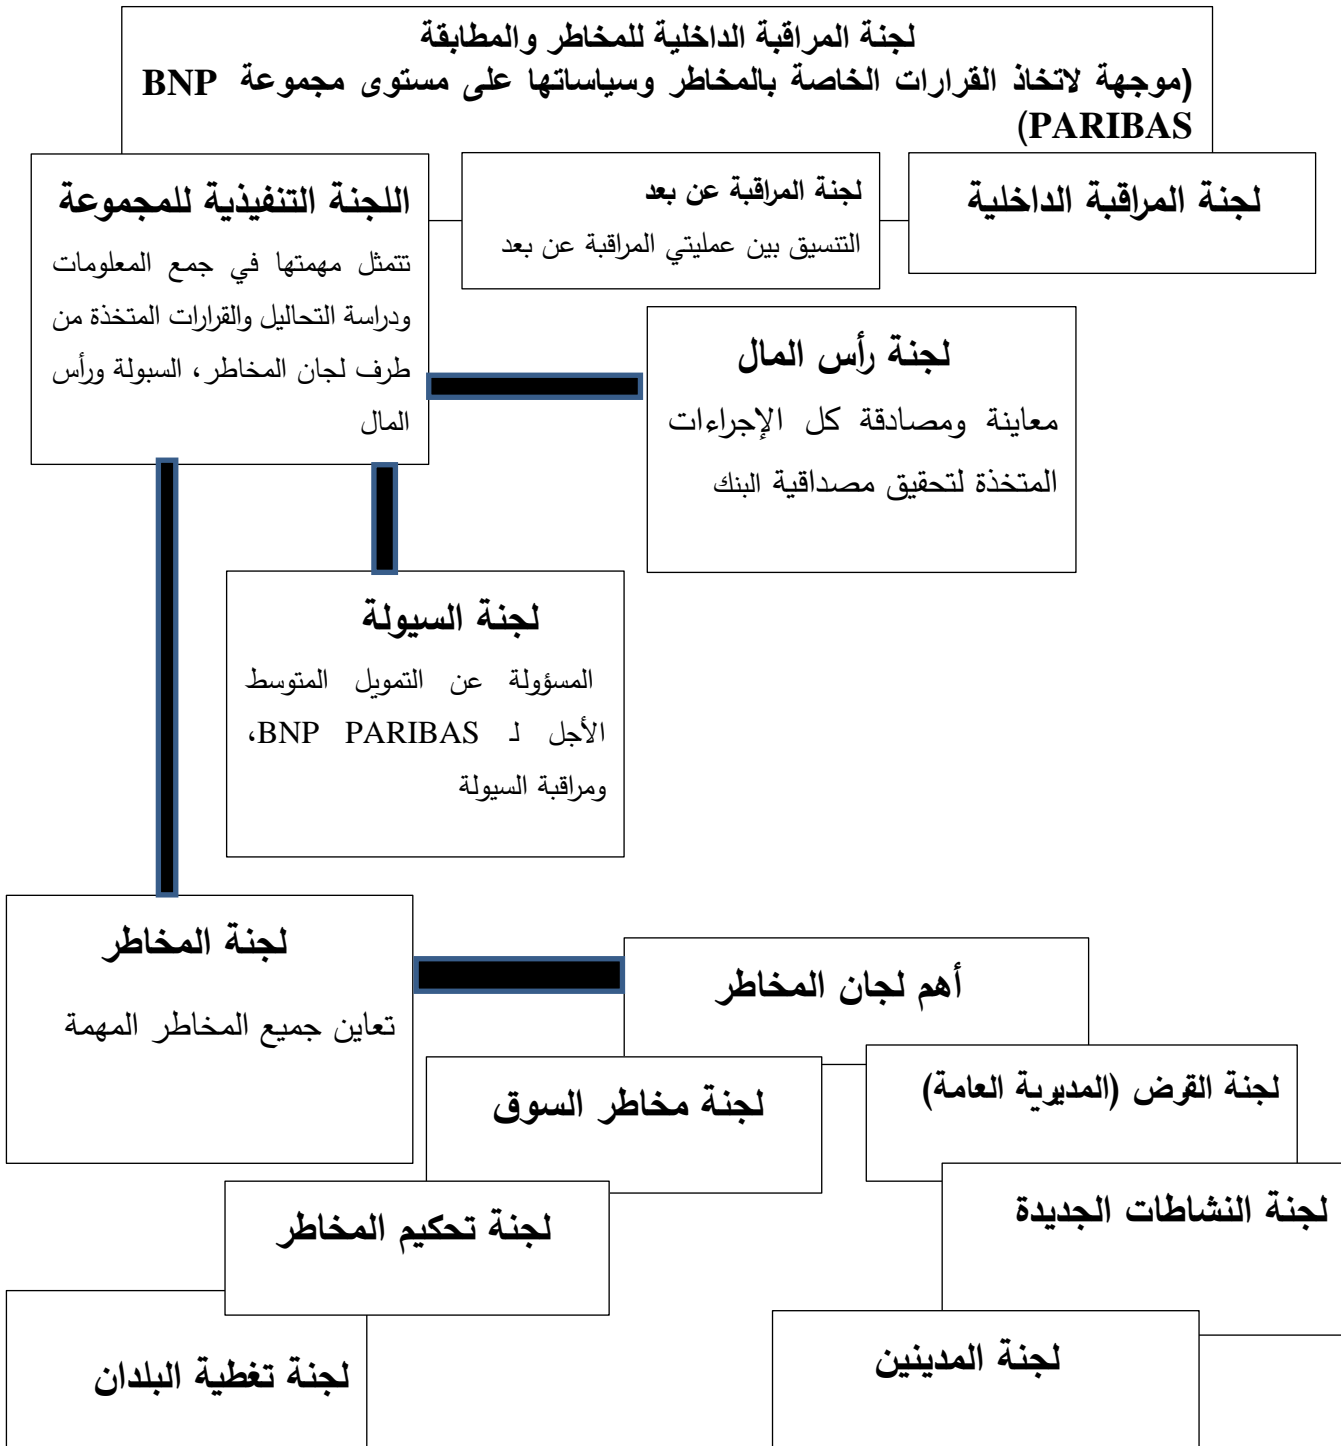 لجنة المراقبة الداخلية للمخاطر والمطابقة
(موجهة لاتخاذ القرارات الخاصة بالمخاطر وسياساتها على مستوى مجموعة BNP
PARIBAS)
لجنة المراقبة الداخلية
لجنة المراقبة عن بعد
التنسيق بين عمليتي المراقبة عن بعد
اللجنة التنفيذية للمجموعة
تتمثل مهمتها في جمع المعلومات
ودراسة التحاليل والقرارات المتخذة من
طرف لجان المخاطر، السبولة ورأس
المال
لجنة رأس المال
معاينة ومصادقة كل الإجراءات
المتخذة لتحقيق مصداقية البنك
لجنة السيولة
المسؤولة عن التمويل المتوسط
الأجل لـ BNP PARIBAS،
ومراقبة السيولة
لجنة المخاطر
تعاين جميع المخاطر المهمة
أهم لجان المخاطر
لجنة القرض (المديرية العامة)
لجنة مخاطر السوق
لجنة النشاطات الجديدة
لجنة تحكيم المخاطر
لجنة المدينين
لجنة تغطية البلدان